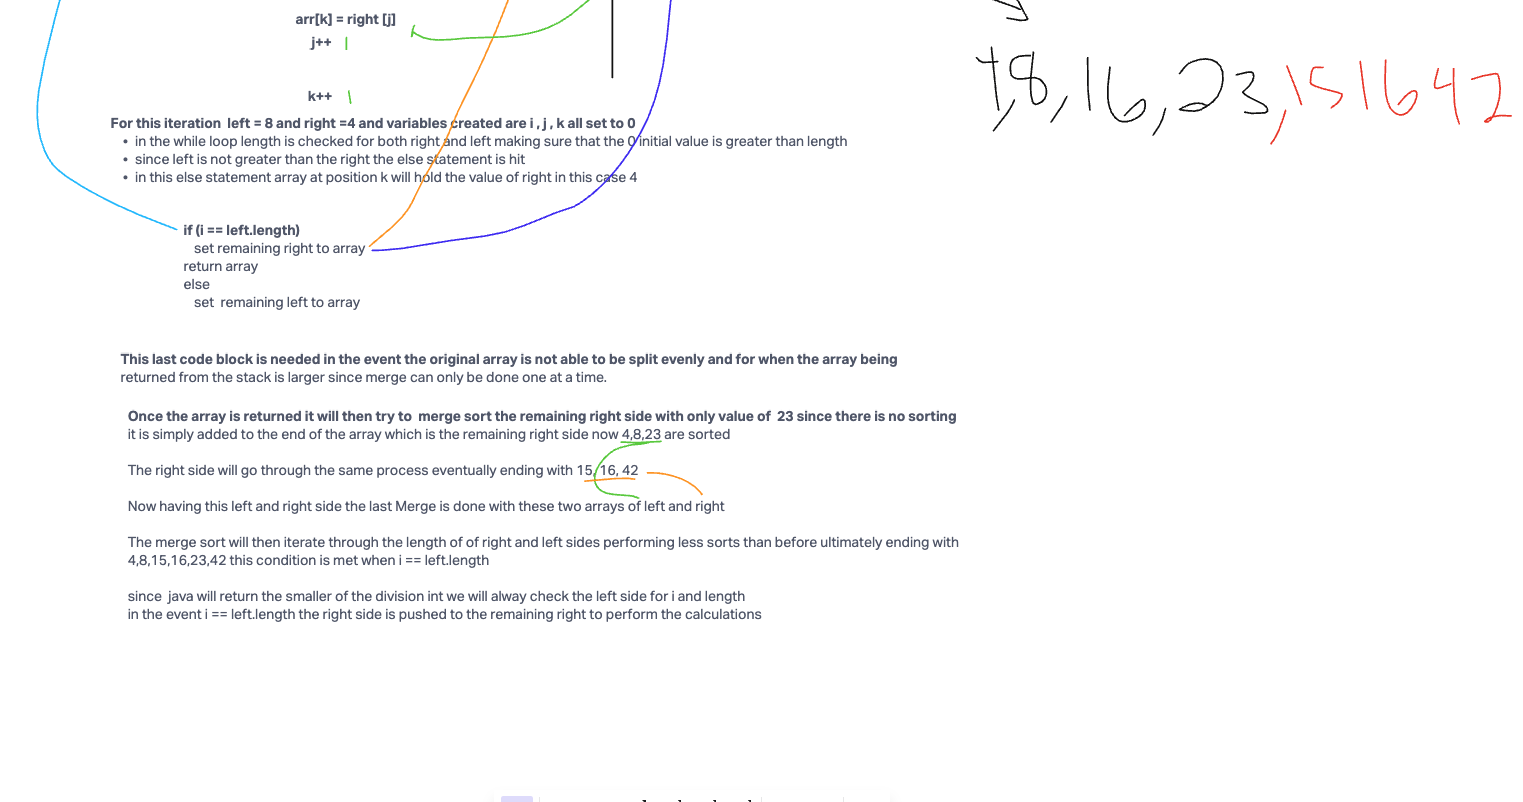 arr[k] = right [j]
j++ |
k++ |
For this iteration left = 8 and right =4 and variables created are i , j , k all set to 0
• in the while loop length is checked for both right and left making sure that the 0 initial value is greater than length
• since left is not greater than the right the else statement is hit
• in this else statement array at position k will hold the value of right in this case 4
if (i == left.length)
set remaining right to array
return array
else
set remaining left to array
This last code block is needed in the event the original array is not able to be split evenly and for when the array being
returned from the stack is larger since merge can only be done one at a time.
Once the array is returned it will then try to merge sort the remaining right side with only value of 23 since there is no sorting
it is simply added to the end of the array which is the remaining right side now 4,8,23 are sorted
The right side will go through the same process eventually ending with 15, 16, 42
Now having this left and right side the last Merge is done with these two arrays of left and right
The merge sort will then iterate through the length of of right and left sides performing less sorts than before ultimately ending with
4,8,15,16,23,42 this condition is met when i == left.length
since java will return the smaller of the division int we will alway check the left side for i and length
in the event i == left.length the right side is pushed to the remaining right to perform the calculations
4,8,16,23,151642